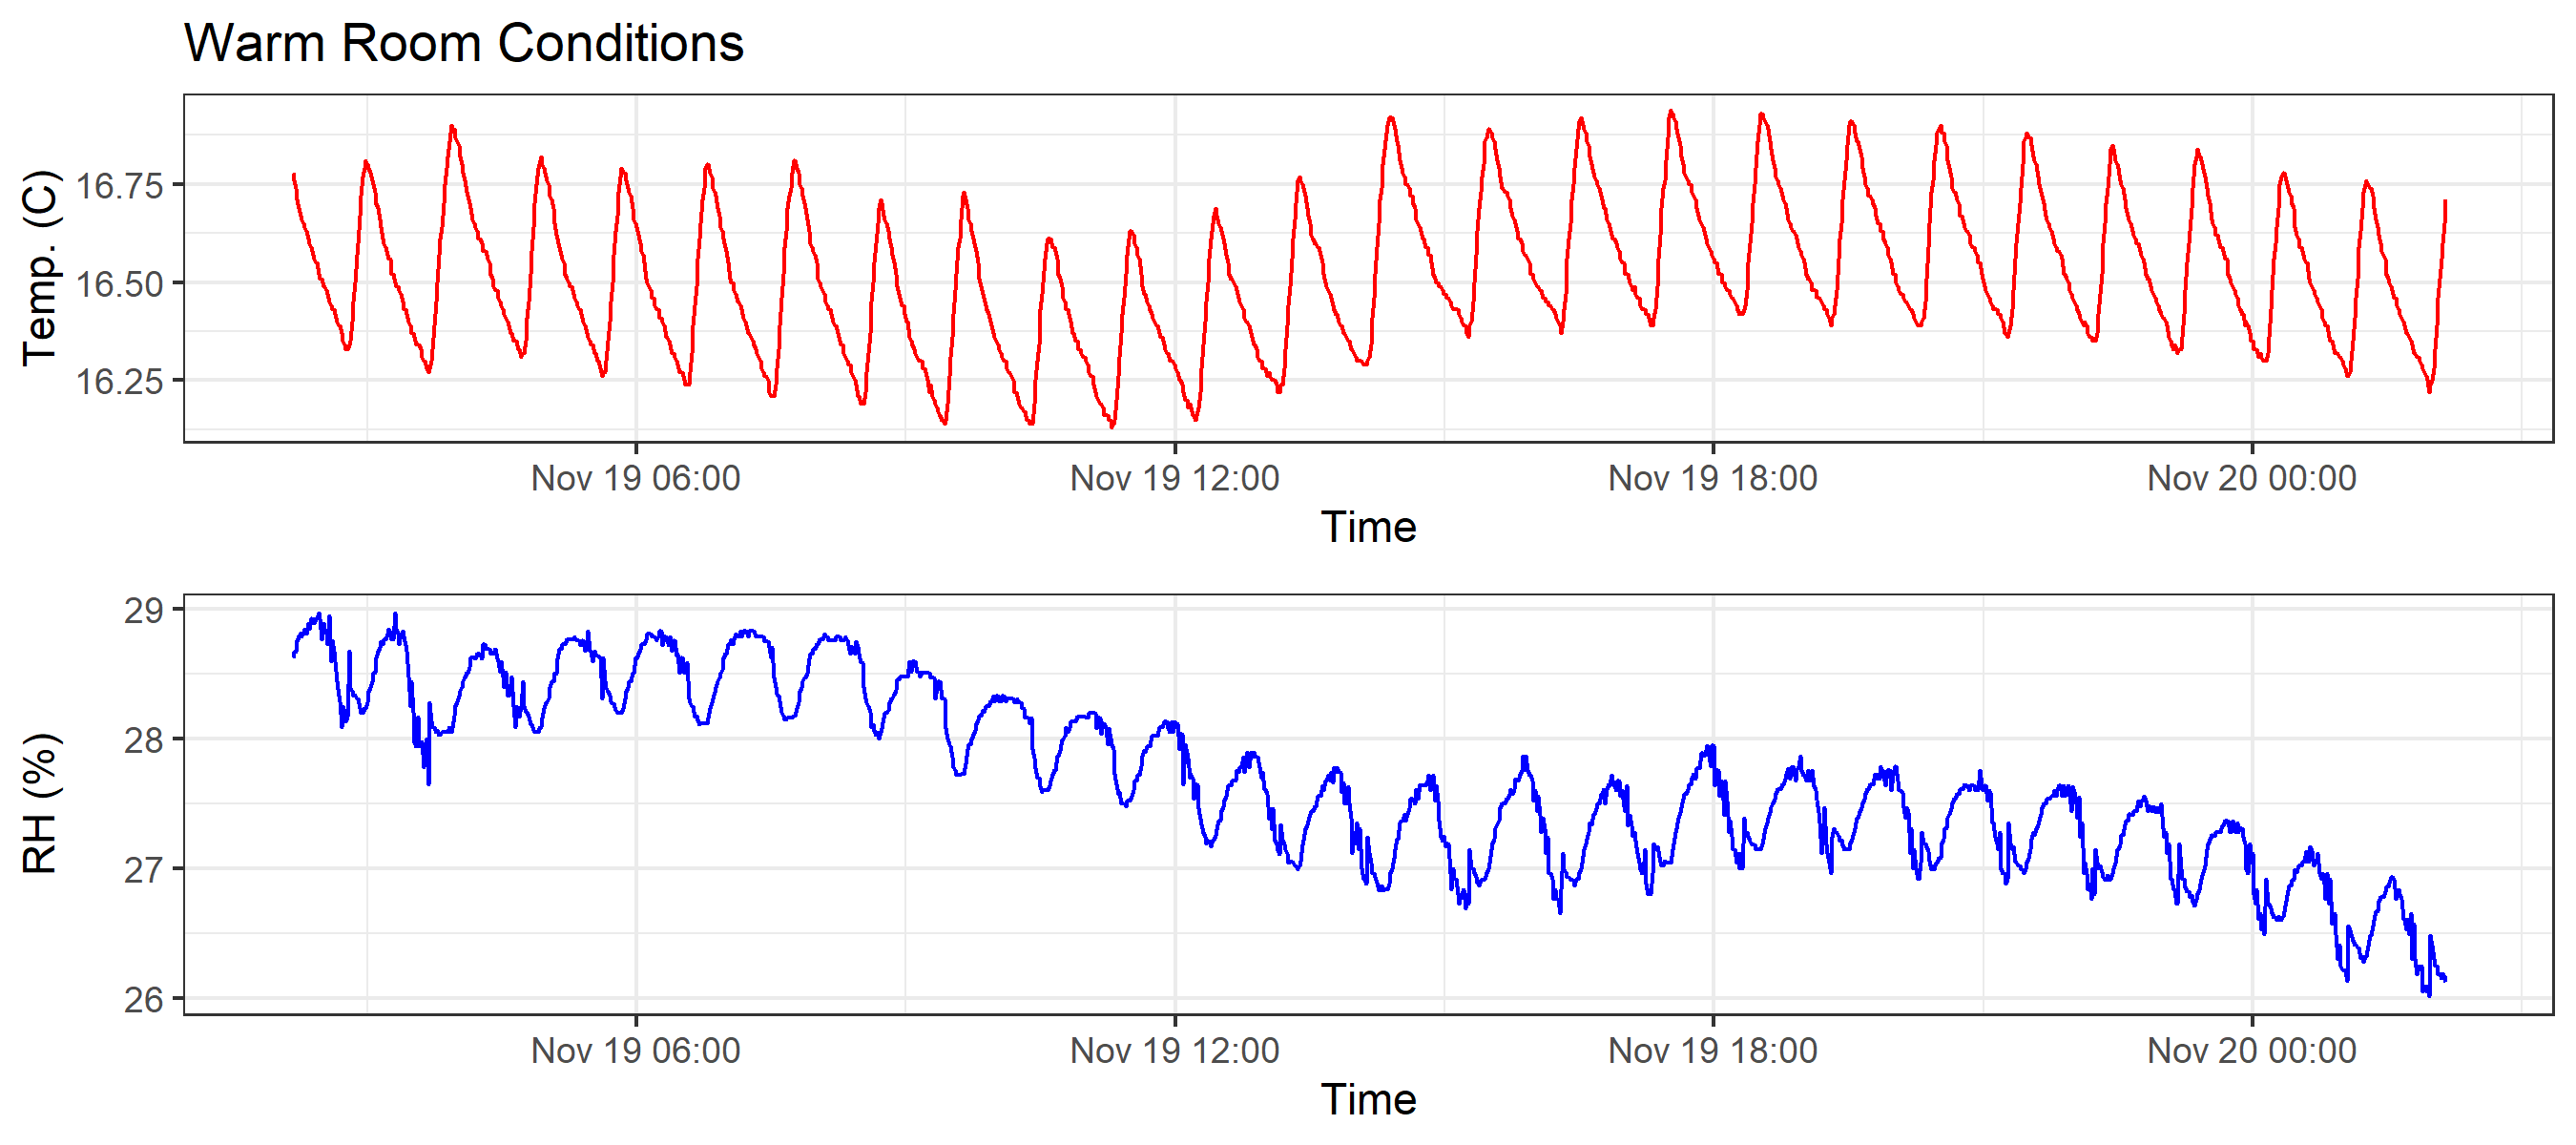 Warm Room Conditions
Temp. (C)
16.75
16.50
16.25
Nov 19 06:00 Nov 19 12:00 Nov 19 18:00 Nov 20 00:00
Time
RH (%)
29
28
27
26
Nov 19 06:00 Nov 19 12:00 Nov 19 18:00 Nov 20 00:00
Time